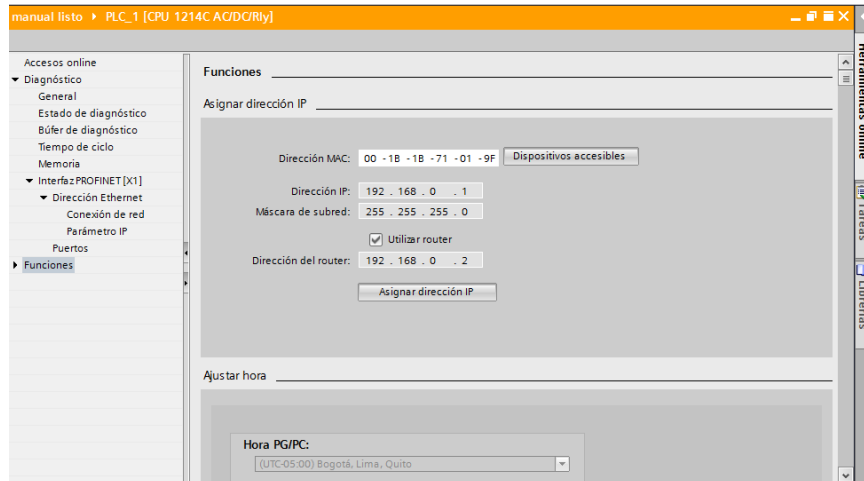 manual listo ▸ PLC_1 [CPU 1214C AC/DC/Rly]
Accesos online
Diagnóstico
General
Estado de diagnóstico
Búfer de diagnóstico
Tiempo de ciclo
Memoria
Interfaz PROFINET [X1]
Dirección Ethernet
Conexión de red
Parámetro IP
Puertos
Funciones
Funciones
Asignar dirección IP
Dirección MAC: 00 -1B -1B -71 -01 -9F Dispositivos accesibles
Dirección IP: 192 . 168 . 0 . 1
Máscara de subred: 255 . 255 . 255 . 0
Utilizar router
Dirección del router: 192 . 168 . 0 . 2
Asignar dirección IP
Ajustar hora
Hora PG/PC:
(UTC-05:00) Bogotá, Lima, Quito
Herramientas online
Tareas
Librerías